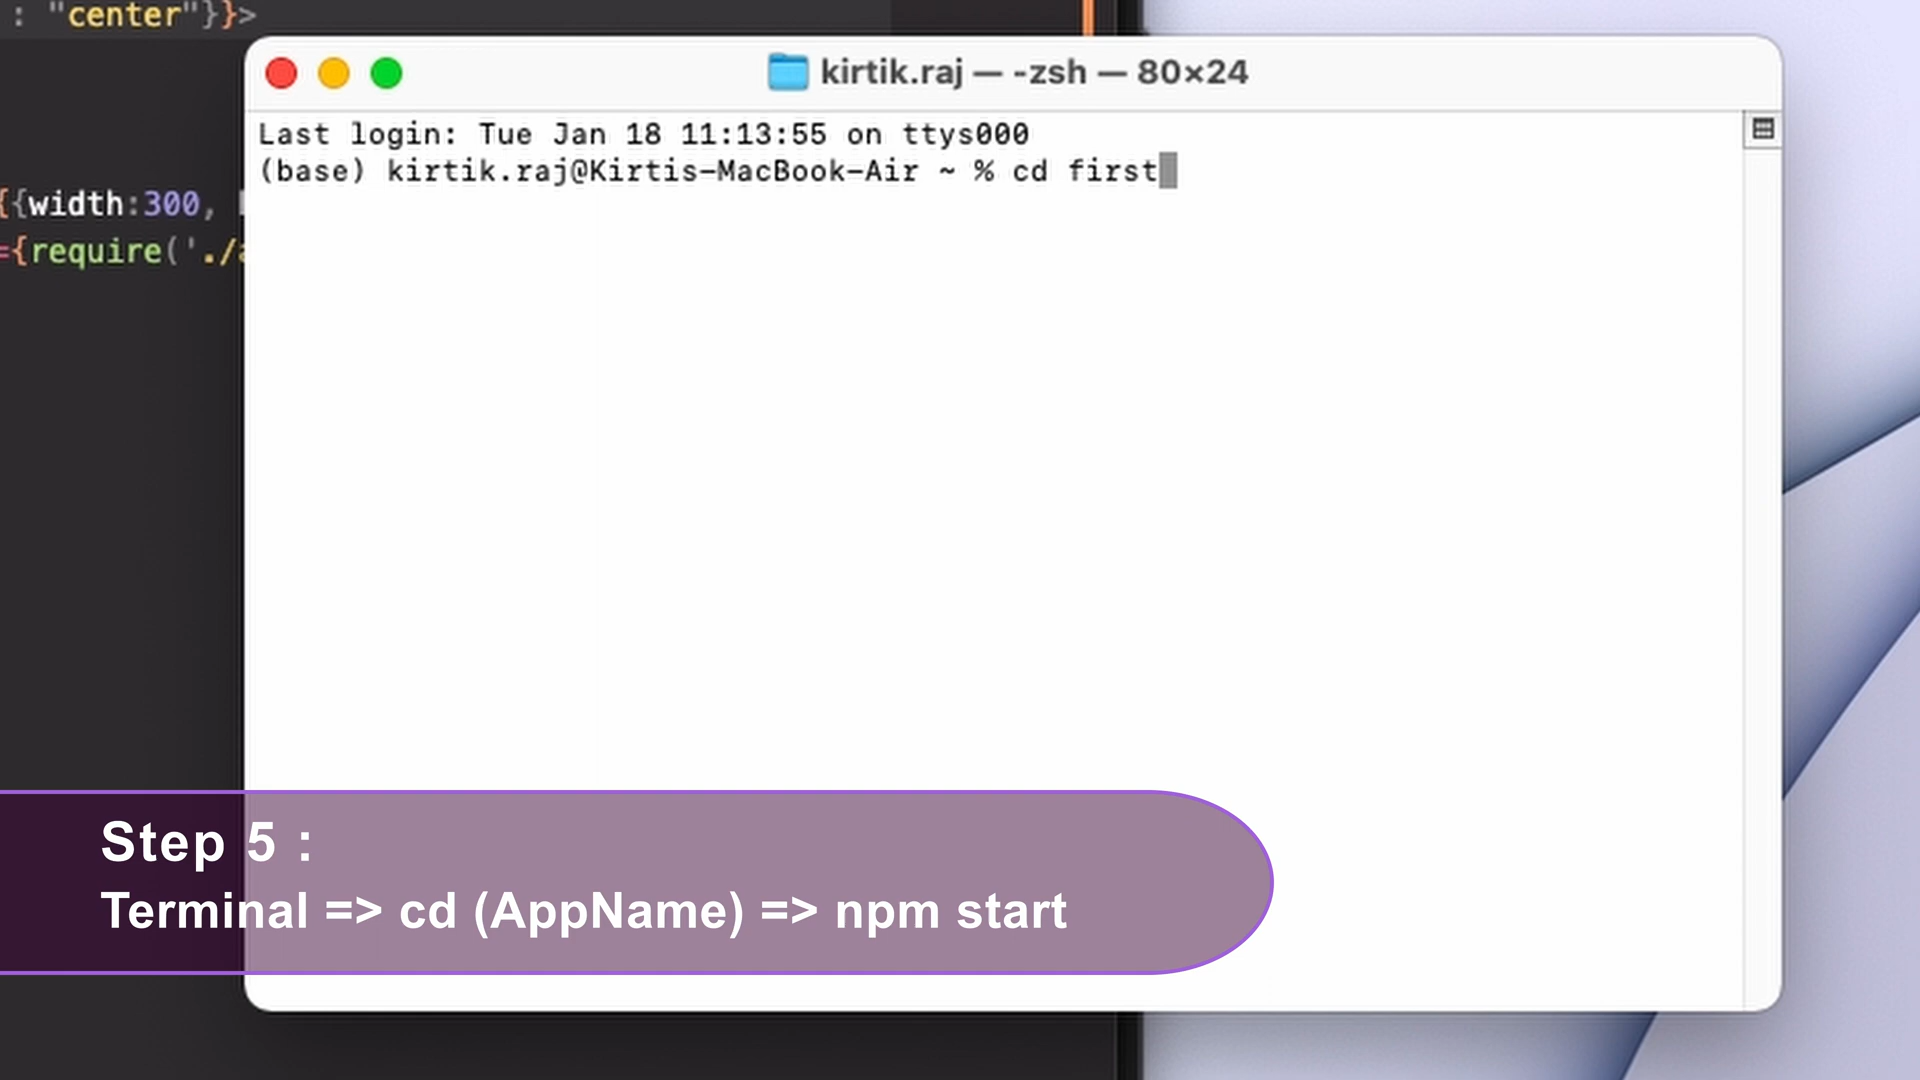 : "center"}}>
kirtik.raj — -zsh — 80×24
Last login: Tue Jan 18 11:13:55 on ttys000
(base) kirtik.raj@Kirtis-MacBook-Air ~ % cd first
{{width:300,
={require('./a
Step 5 :
Terminal => cd (AppName) => npm start